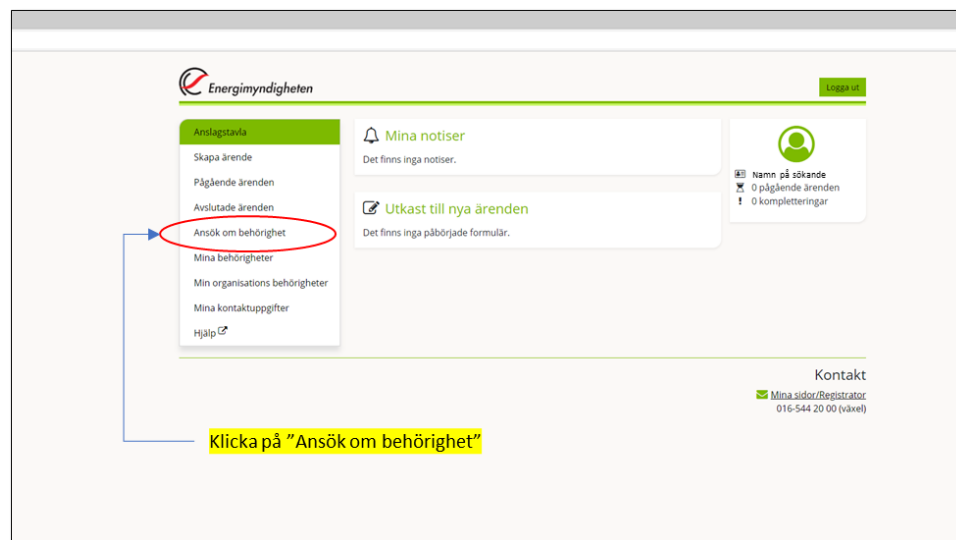 Energimyndigheten
Logga ut
Anslagstavla
Skapa ärende
Pågående ärenden
Avslutade ärenden
Ansök om behörighet
Mina behörigheter
Min organisations behörigheter
Mina kontaktuppgifter
Hjälp
Mina notiser
Det finns inga notiser.
Utkast till nya ärenden
Det finns inga påbörjade formulär.
Namn på sökande
0 pågående ärenden
0 kompletteringar
Kontakt
Mina sidor/Registrator
016-544 20 00 (växel)
Klicka på ”Ansök om behörighet”